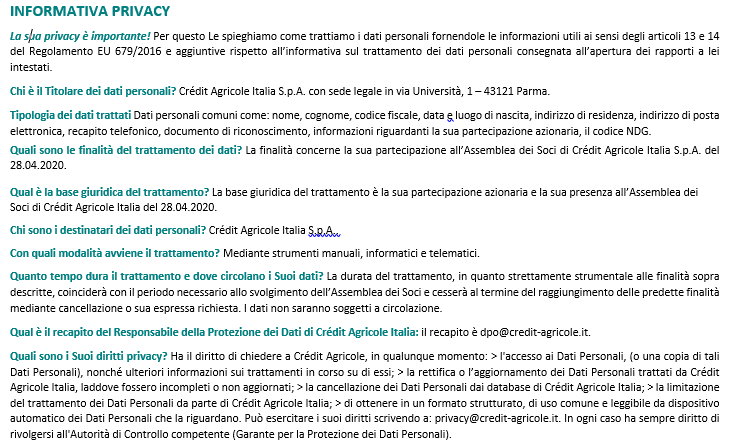 INFORMATIVA PRIVACY
La sua privacy è importante! Per questo Le spieghiamo come trattiamo i dati personali fornendole le informazioni utili ai sensi degli articoli 13 e 14
del Regolamento EU 679/2016 e aggiuntive rispetto all'informativa sul trattamento dei dati personali consegnata all'apertura dei rapporti a lei
intestati.
Chi è il Titolare dei dati personali? Crédit Agricole Italia S.p.A. con sede legale in via Università, 1 – 43121 Parma.
Tipologia dei dati trattati Dati personali comuni come: nome, cognome, codice fiscale, data e luogo di nascita, indirizzo di residenza, indirizzo di posta
elettronica, recapito telefonico, documento di riconoscimento, informazioni riguardanti la sua partecipazione azionaria, il codice NDG.
Quali sono le finalità del trattamento dei dati? La finalità concerne la sua partecipazione all'Assemblea dei Soci di Crédit Agricole Italia S.p.A. del
28.04.2020.
Qual è la base giuridica del trattamento? La base giuridica del trattamento è la sua partecipazione azionaria e la sua presenza all'Assemblea dei
Soci di Crédit Agricole Italia del 28.04.2020.
Chi sono i destinatari dei dati personali? Crédit Agricole Italia S.p.A..
Con quali modalità avviene il trattamento? Mediante strumenti manuali, informatici e telematici.
Quanto tempo dura il trattamento e dove circolano i Suoi dati? La durata del trattamento, in quanto strettamente strumentale alle finalità sopra
descritte, coinciderà con il periodo necessario allo svolgimento dell'Assemblea dei Soci e cesserà al termine del raggiungimento delle predette finalità
mediante cancellazione o sua espressa richiesta. I dati non saranno soggetti a circolazione.
Qual è il recapito del Responsabile della Protezione dei Dati di Crédit Agricole Italia: il recapito è dpo@credit-agricole.it.
Quali sono i Suoi diritti privacy? Ha il diritto di chiedere a Crédit Agricole, in qualunque momento: > l'accesso ai Dati Personali, (o una copia di tali
Dati Personali), nonché ulteriori informazioni sui trattamenti in corso su di essi; > la rettifica o l'aggiornamento dei Dati Personali trattati da Crédit
Agricole Italia, laddove fossero incompleti o non aggiornati; > la cancellazione dei Dati Personali dai database di Crédit Agricole Italia; > la limitazione
del trattamento dei Dati Personali da parte di Crédit Agricole Italia; > di ottenere in un formato strutturato, di uso comune e leggibile da dispositivo
automatico dei Dati Personali che la riguardano. Può esercitare i suoi diritti scrivendo a: privacy@credit-agricole.it. In ogni caso ha sempre diritto di
rivolgersi all'Autorità di Controllo competente (Garante per la Protezione dei Dati Personali).